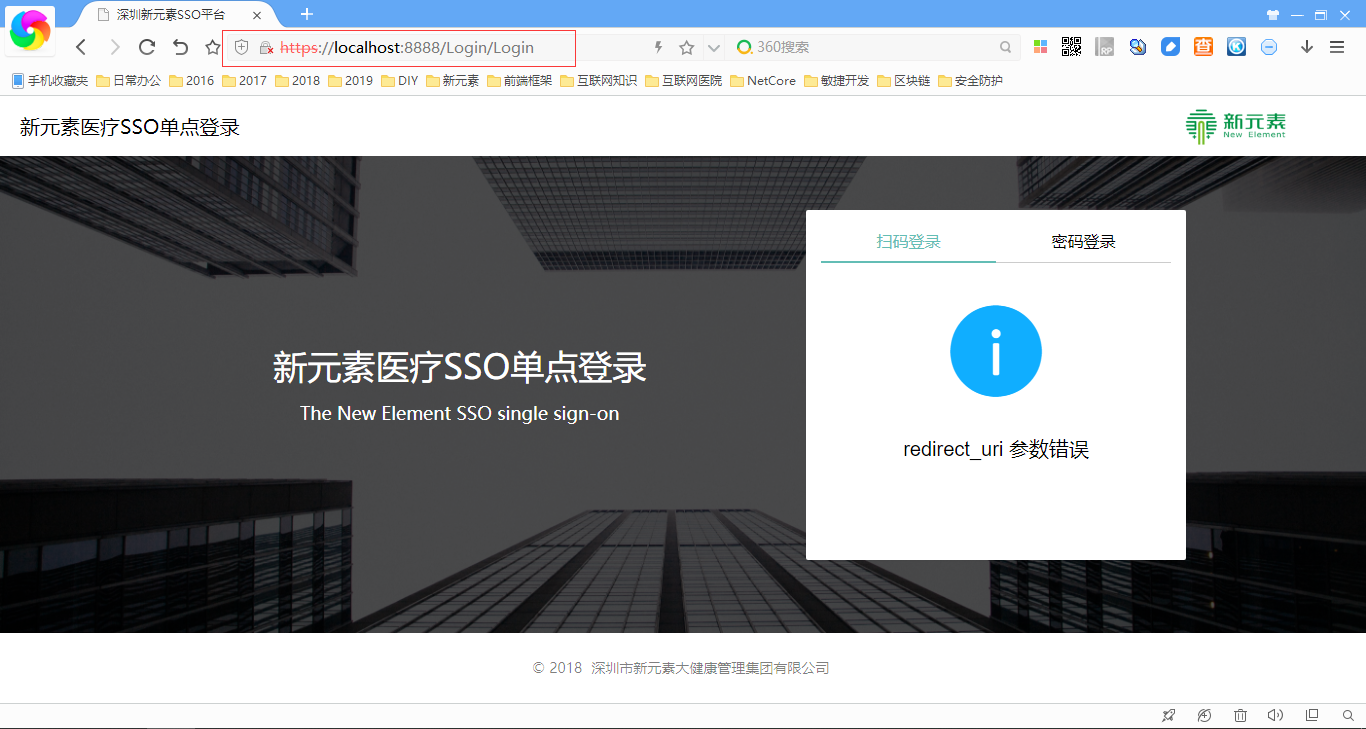 深圳新元素SSO平台
https://localhost:8888/Login/Login
360搜索
手机收藏夹 日常办公 2016 2017 2018 2019 DIY 新元素 前端框架 互联网知识 互联网医院 NetCore 敏捷开发 区块链 安全防护
新元素医疗SSO单点登录
新元素
New Element
扫码登录 密码登录
新元素医疗SSO单点登录
The New Element SSO single sign-on
redirect_uri 参数错误
© 2018 深圳市新元素大健康管理集团有限公司